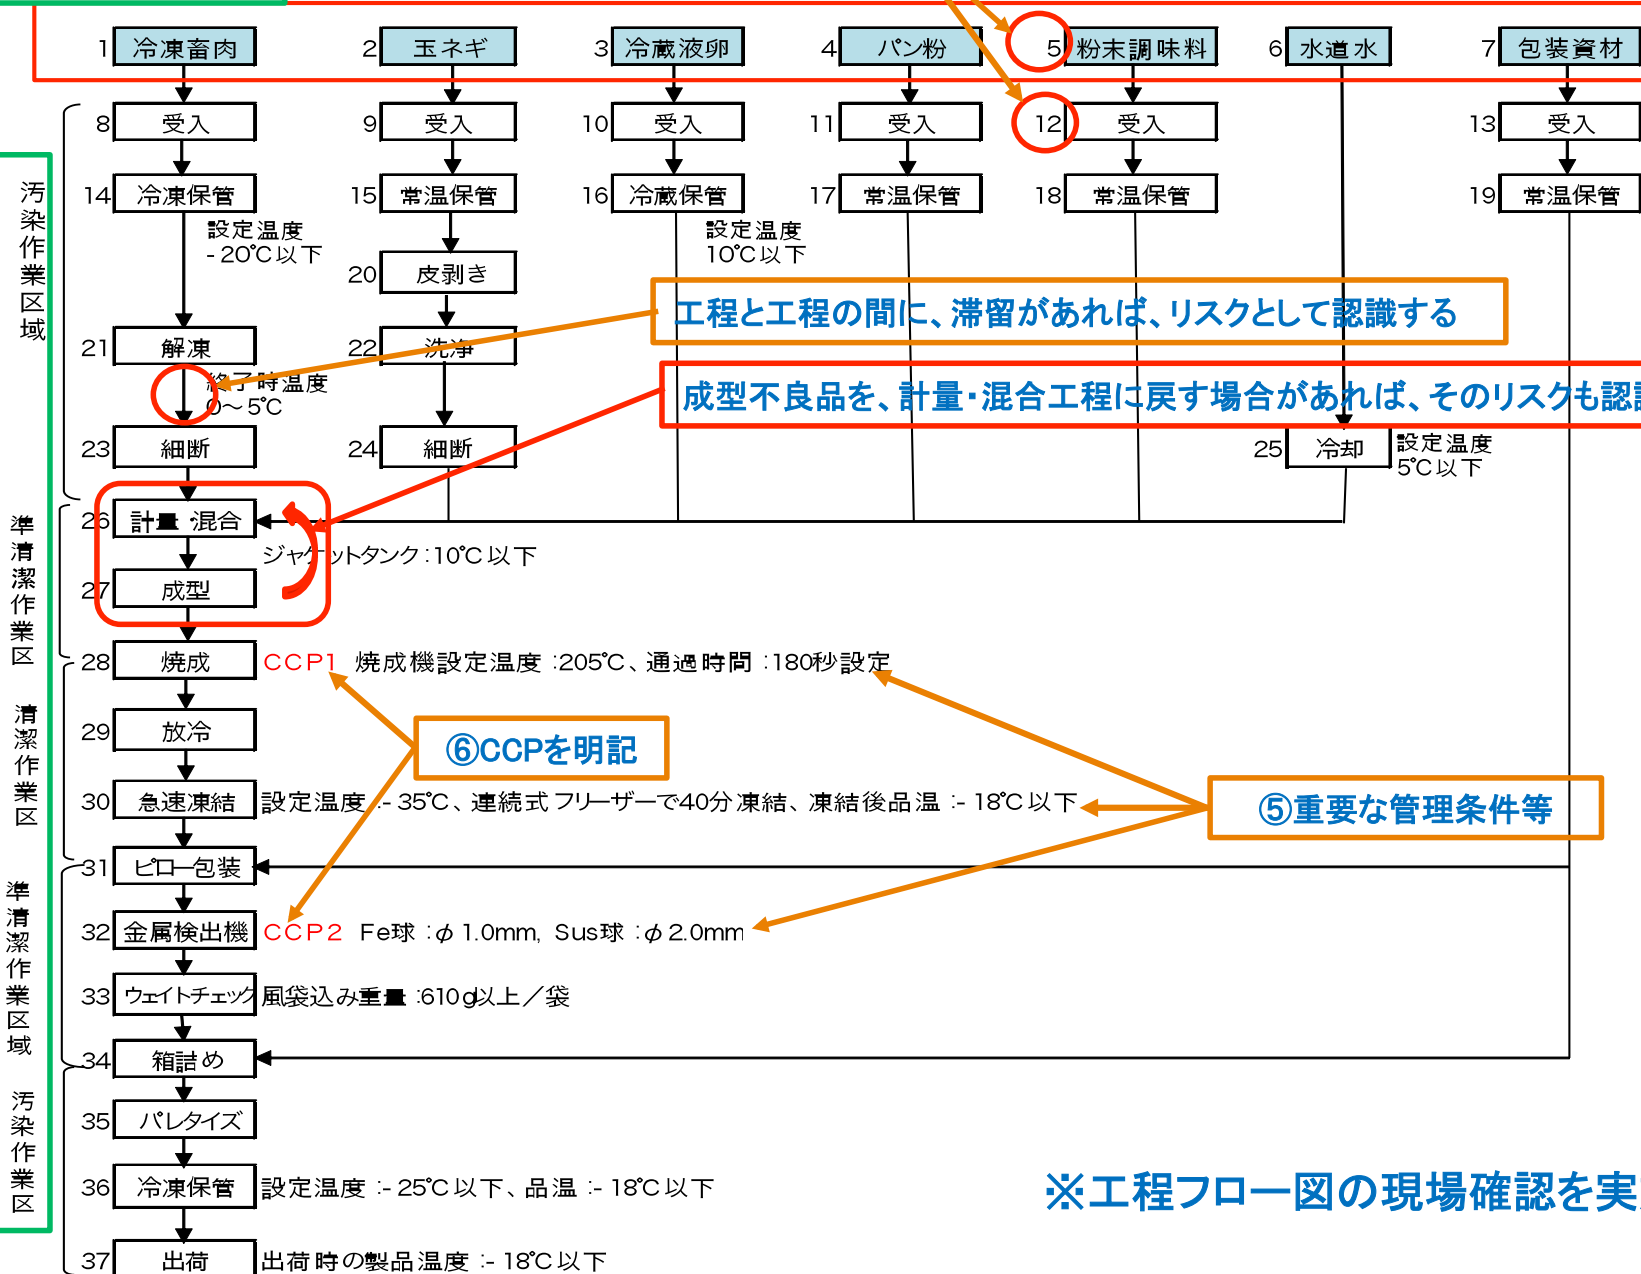 1 冷凍畜肉 2 玉ネギ 3 冷蔵液卵 4 パン粉 5 粉末調味料 6 水道水 7 包装資材
8 受入 9 受入 10 受入 11 受入 12 受入 13 受入
14 冷凍保管 15 常温保管 16 冷蔵保管 17 常温保管 18 常温保管 19 常温保管
設定温度
-20℃以下
設定温度
10℃以下
汚染作業区域
20 皮剥き
工程と工程の間に、滞留があれば、リスクとして認識する
21 解凍 22 洗浄
終了時温度
0～5℃
成型不良品を、計量・混合工程に戻す場合があれば、そのリスクも認
23 細断 24 細断 25 冷却
設定温度
5℃以下
26 計量・混合
ジャケットタンク:10℃以下
27 成型
準清潔作業区
28 焼成 CCP1 焼成機設定温度:205℃、通過時間:180秒設定
29 放冷
⑥CCPを明記
清潔作業区
30 急速凍結 設定温度:-35℃、連続式フリーザーで40分凍結、凍結後品温:-18℃以下
⑤重要な管理条件等
31 ピロー包装
32 金属検出機 CCP2 Fe球:φ1.0mm, Sus球:φ2.0mm
準清潔作業区域
33 ウェイトチェック 風袋込み重量:610g以上／袋
34 箱詰め
35 パレタイズ
汚染作業区
36 冷凍保管 設定温度:-25℃以下、品温:-18℃以下
※工程フロー図の現場確認を実
37 出荷 出荷時の製品温度:-18℃以下